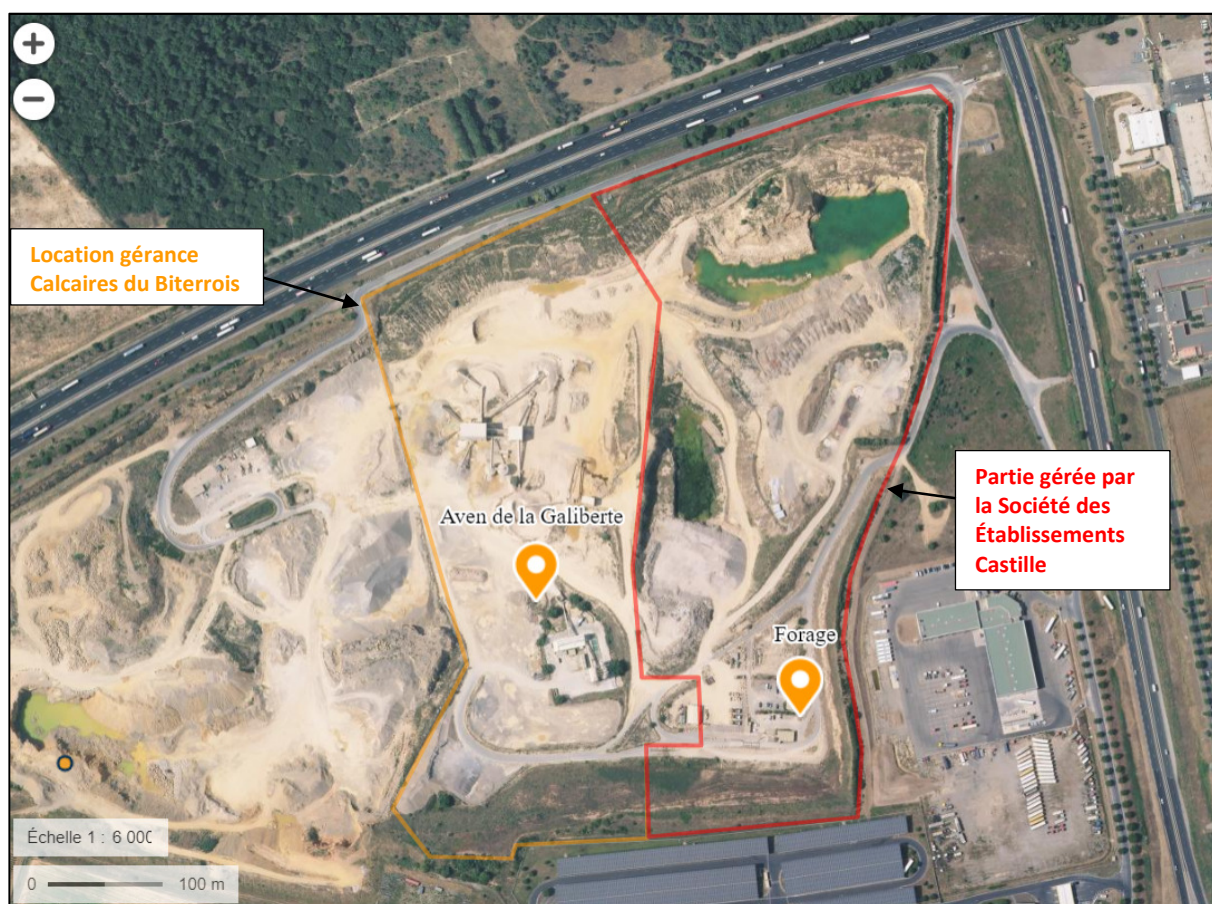 Location gérance
Calcaires du Biterrois
Aven de la Galiberte
Partie gérée par
la Société des
Établissements
Castille
Forage
Échelle 1 : 6 000
0 100 m